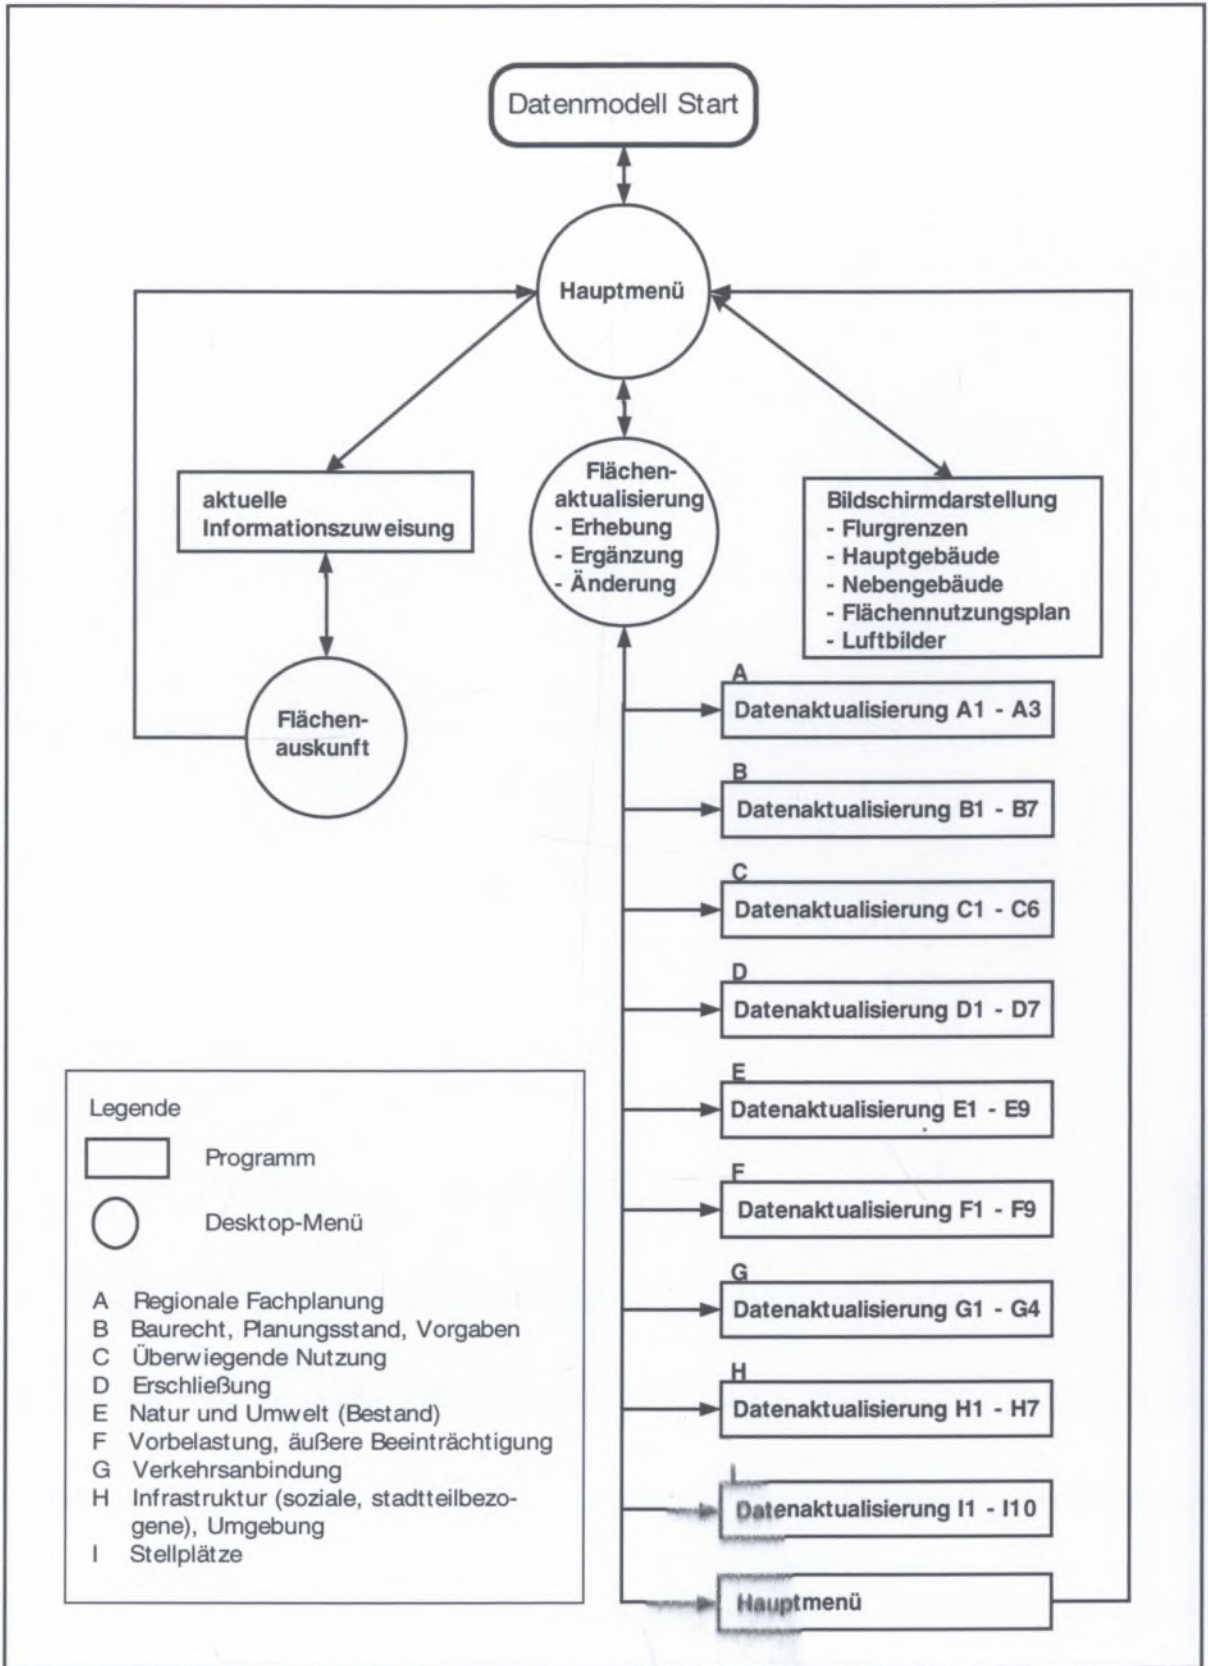 Datenmodell Start
Hauptmenü
aktuelle
Informationszuweisung
Flächen-
aktualisierung
- Erhebung
- Ergänzung
- Änderung
Bildschirmdarstellung
- Flurgrenzen
- Hauptgebäude
- Nebengebäude
- Flächennutzungsplan
- Luftbilder
Flächen-
auskunft
A
Datenaktualisierung A1 - A3
B
Datenaktualisierung B1 - B7
C
Datenaktualisierung C1 - C6
D
Datenaktualisierung D1 - D7
E
Datenaktualisierung E1 - E9
F
Datenaktualisierung F1 - F9
G
Datenaktualisierung G1 - G4
H
Datenaktualisierung H1 - H7
I
Datenaktualisierung I1 - I10
Hauptmenü
Legende
Programm
Desktop-Menü
A Regionale Fachplanung
B Baurecht, Planungsstand, Vorgaben
C Überwiegende Nutzung
D Erschließung
E Natur und Umwelt (Bestand)
F Vorbelastung, äußere Beeinträchtigung
G Verkehrsanbindung
H Infrastruktur (soziale, stadtteilbezo-
gene), Umgebung
I Stellplätze